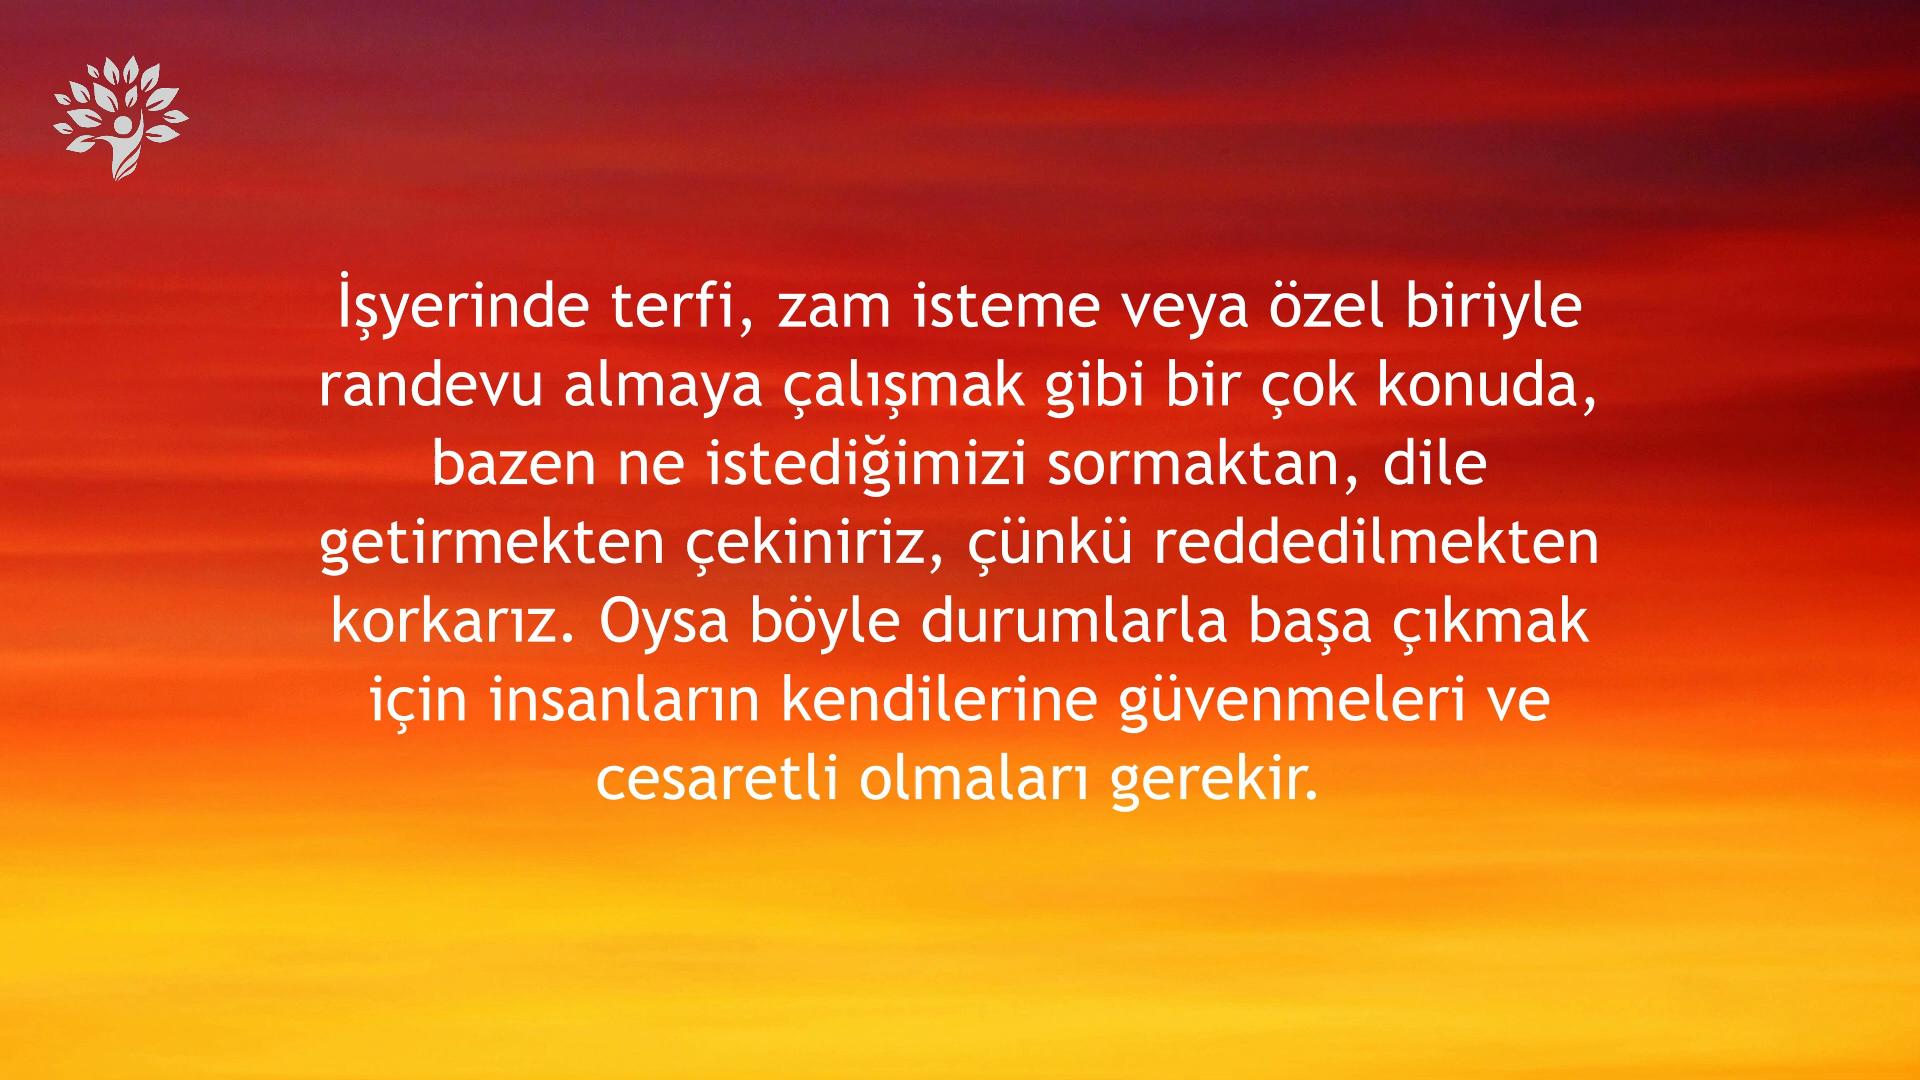 İşyerinde terfi, zam isteme veya özel biriyle
randevu almaya çalışmak gibi bir çok konuda,
bazen ne istediğimizi sormaktan, dile
getirmekten çekiniriz, çünkü reddedilmekten
korkarız. Oysa böyle durumlarla başa çıkmak
için insanların kendilerine güvenmeleri ve
cesaretli olmaları gerekir.